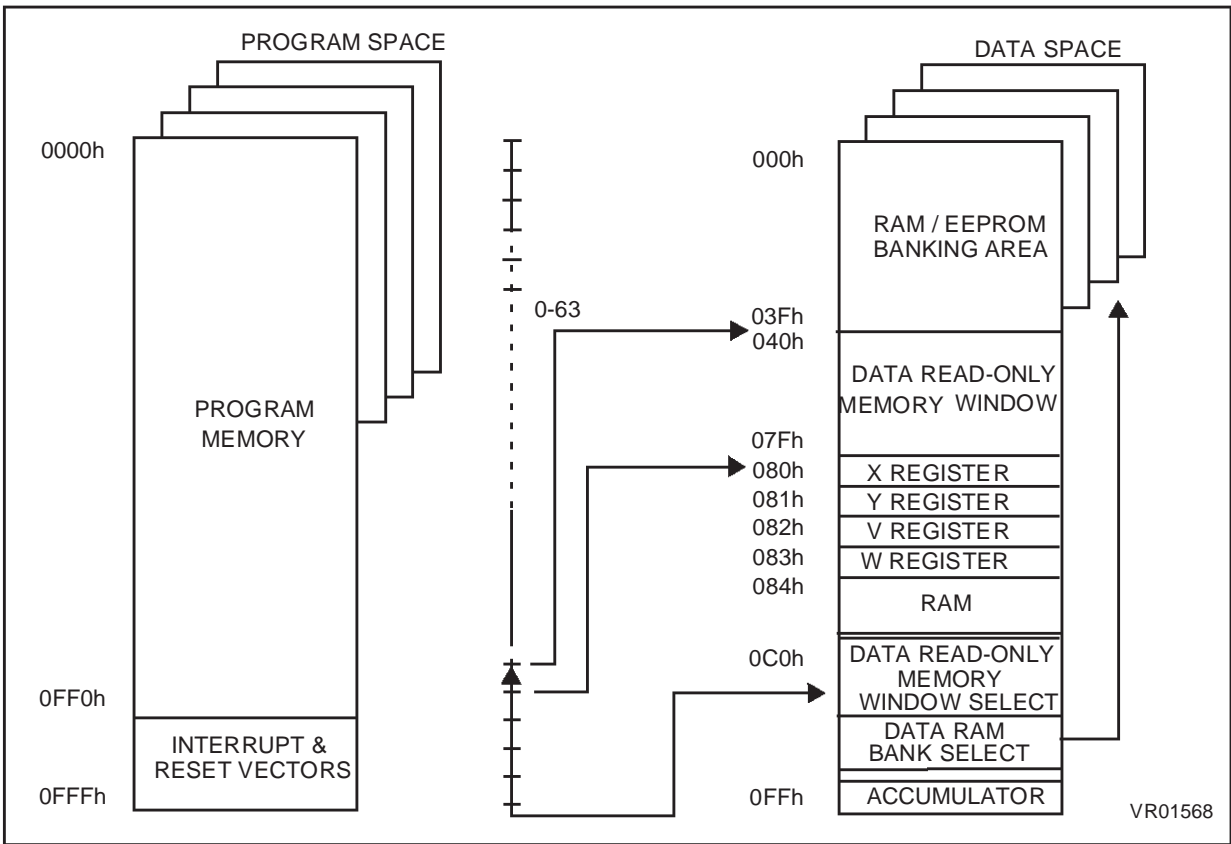 PROGRAM SPACE
0000h
PROGRAM
MEMORY
0FF0h
INTERRUPT &
RESET VECTORS
0FFFh
0-63
DATA SPACE
000h
RAM / EEPROM
BANKING AREA
03Fh
040h
DATA READ-ONLY
MEMORY WINDOW
07Fh
080h
X REGISTER
081h
Y REGISTER
082h
V REGISTER
083h
W REGISTER
084h
RAM
0C0h
DATA READ-ONLY
MEMORY
WINDOW SELECT
DATA RAM
BANK SELECT
0FFh
ACCUMULATOR
VR01568